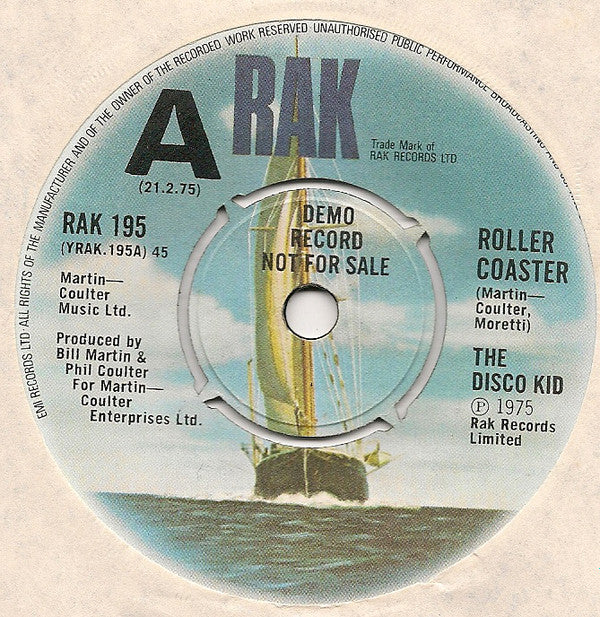 EMI RECORDS LTD· ALL RIGHTS OF THE MANUFACTURER AND OF THE OWNER OF THE RECORDED WORK RESERVED UNAUTHORISED PUBLIC PERFORMANCE BROADCASTING AND
RAK
A
Trade Mark of
RAK RECORDS LTD.
(21.2.75)
RAK 195
(YRAK.195A) 45
DEMO
RECORD
NOT FOR SALE
Martin—
Coulter
Music Ltd.
Produced by
Bill Martin &
Phil Coulter
For Martin—
Coulter
Enterprises Ltd.
ROLLER
COASTER
(Martin—
Coulter,
Moretti)
THE
DISCO KID
℗ 1975
Rak Records
Limited